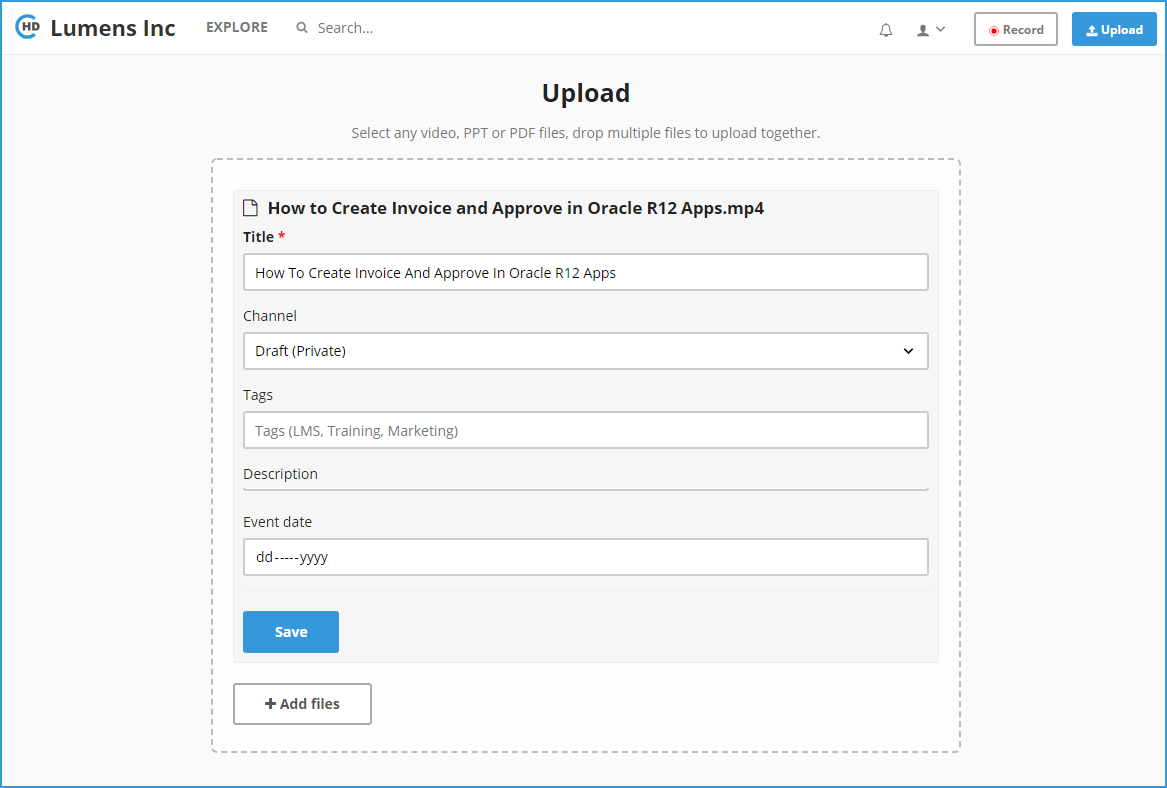 HD Lumens Inc EXPLORE Search... Record Upload
Upload
Select any video, PPT or PDF files, drop multiple files to upload together.
How to Create Invoice and Approve in Oracle R12 Apps.mp4
Title *
How To Create Invoice And Approve In Oracle R12 Apps
Channel
Draft (Private)
Tags
Tags (LMS, Training, Marketing)
Description
Event date
dd-----yyyy
Save
Add files